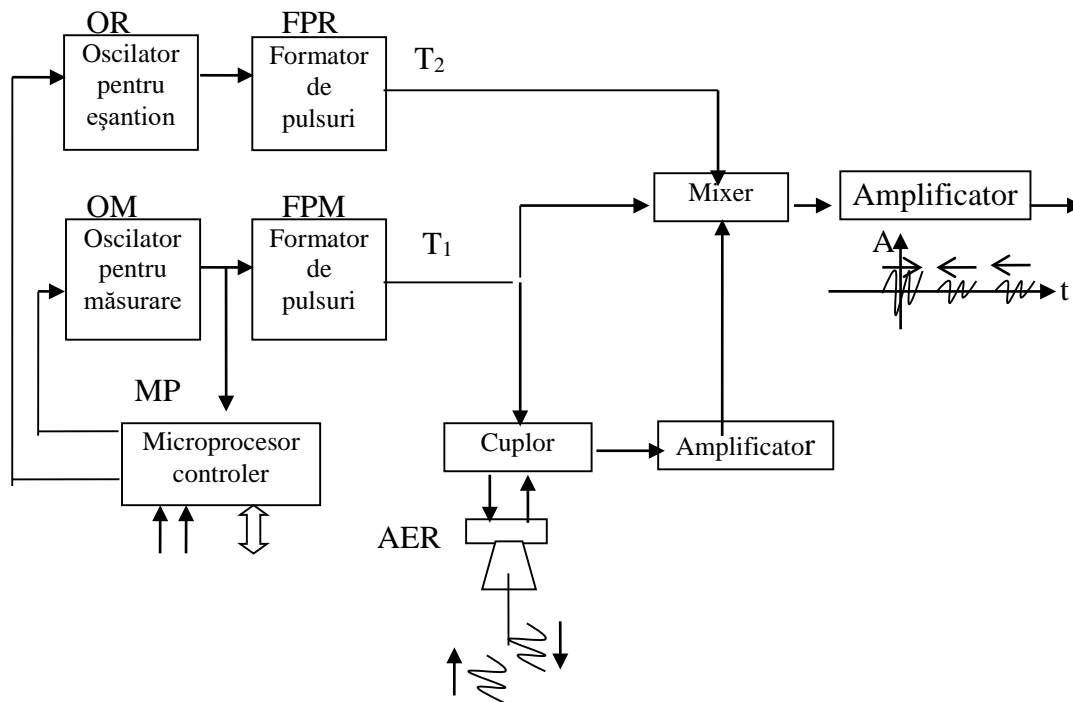 OR
Oscilator
pentru
eşantion
FPR
Formator
de
pulsuri
T2
OM
Oscilator
pentru
măsurare
FPM
Formator
de
pulsuri
T1
Mixer
Amplificator
A
t
MP
Microprocesor
controler
Cuplor
Amplificator
AER